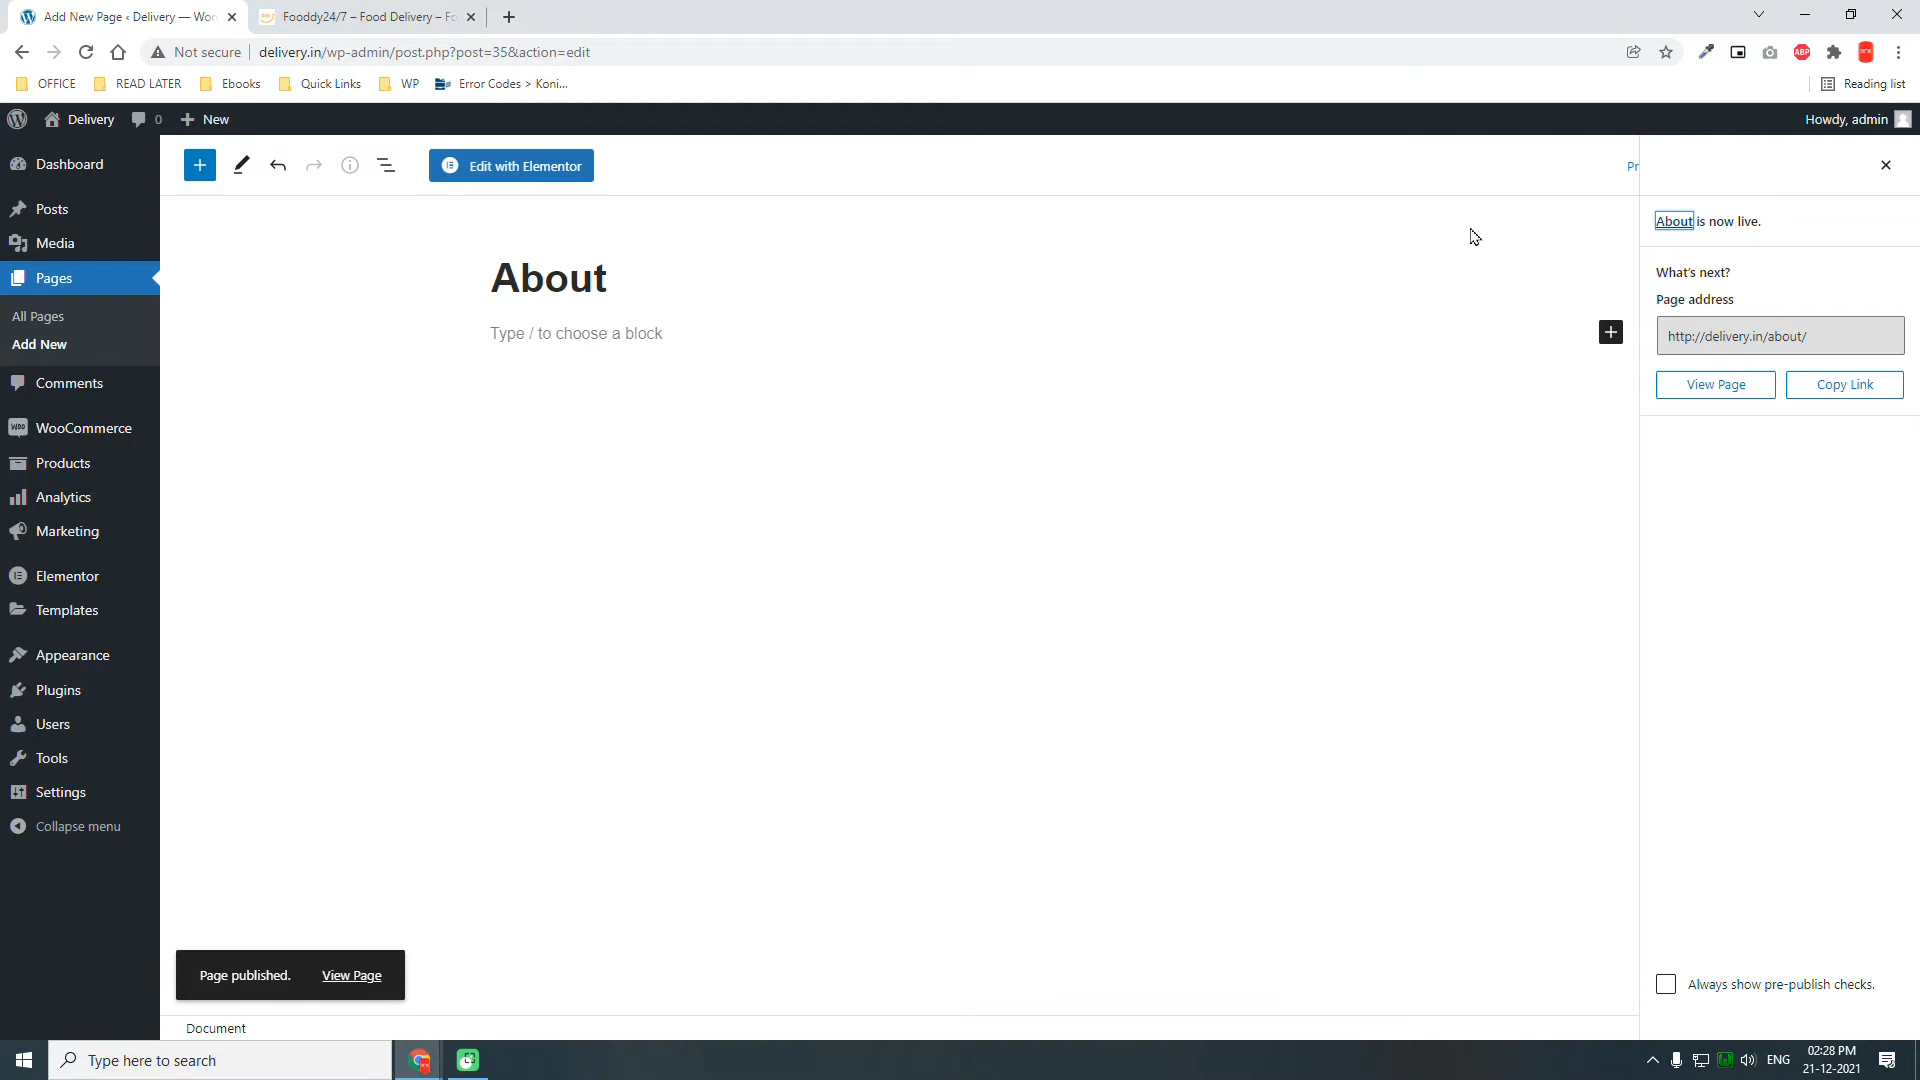 Add New Page ‹ Delivery — Wor
Fooddy24/7 – Food Delivery – Fo
Not secure
delivery.in/wp-admin/post.php?post=35&action=edit
ABP
OFFICE
READ LATER
Ebooks
Quick Links
WP
Error Codes > Koni...
Reading list
Delivery
0
New
Howdy, admin
Dashboard
Posts
Media
Pages
All Pages
Add New
Comments
WooCommerce
Products
Analytics
Marketing
Elementor
Templates
Appearance
Plugins
Users
Tools
Settings
Collapse menu
Edit with Elementor
Pr
About
Type / to choose a block
About is now live.
What's next?
Page address
http://delivery.in/about/
View Page
Copy Link
Always show pre-publish checks.
Page published.
View Page
Document
Type here to search
ENG
02:28 PM
21-12-2021